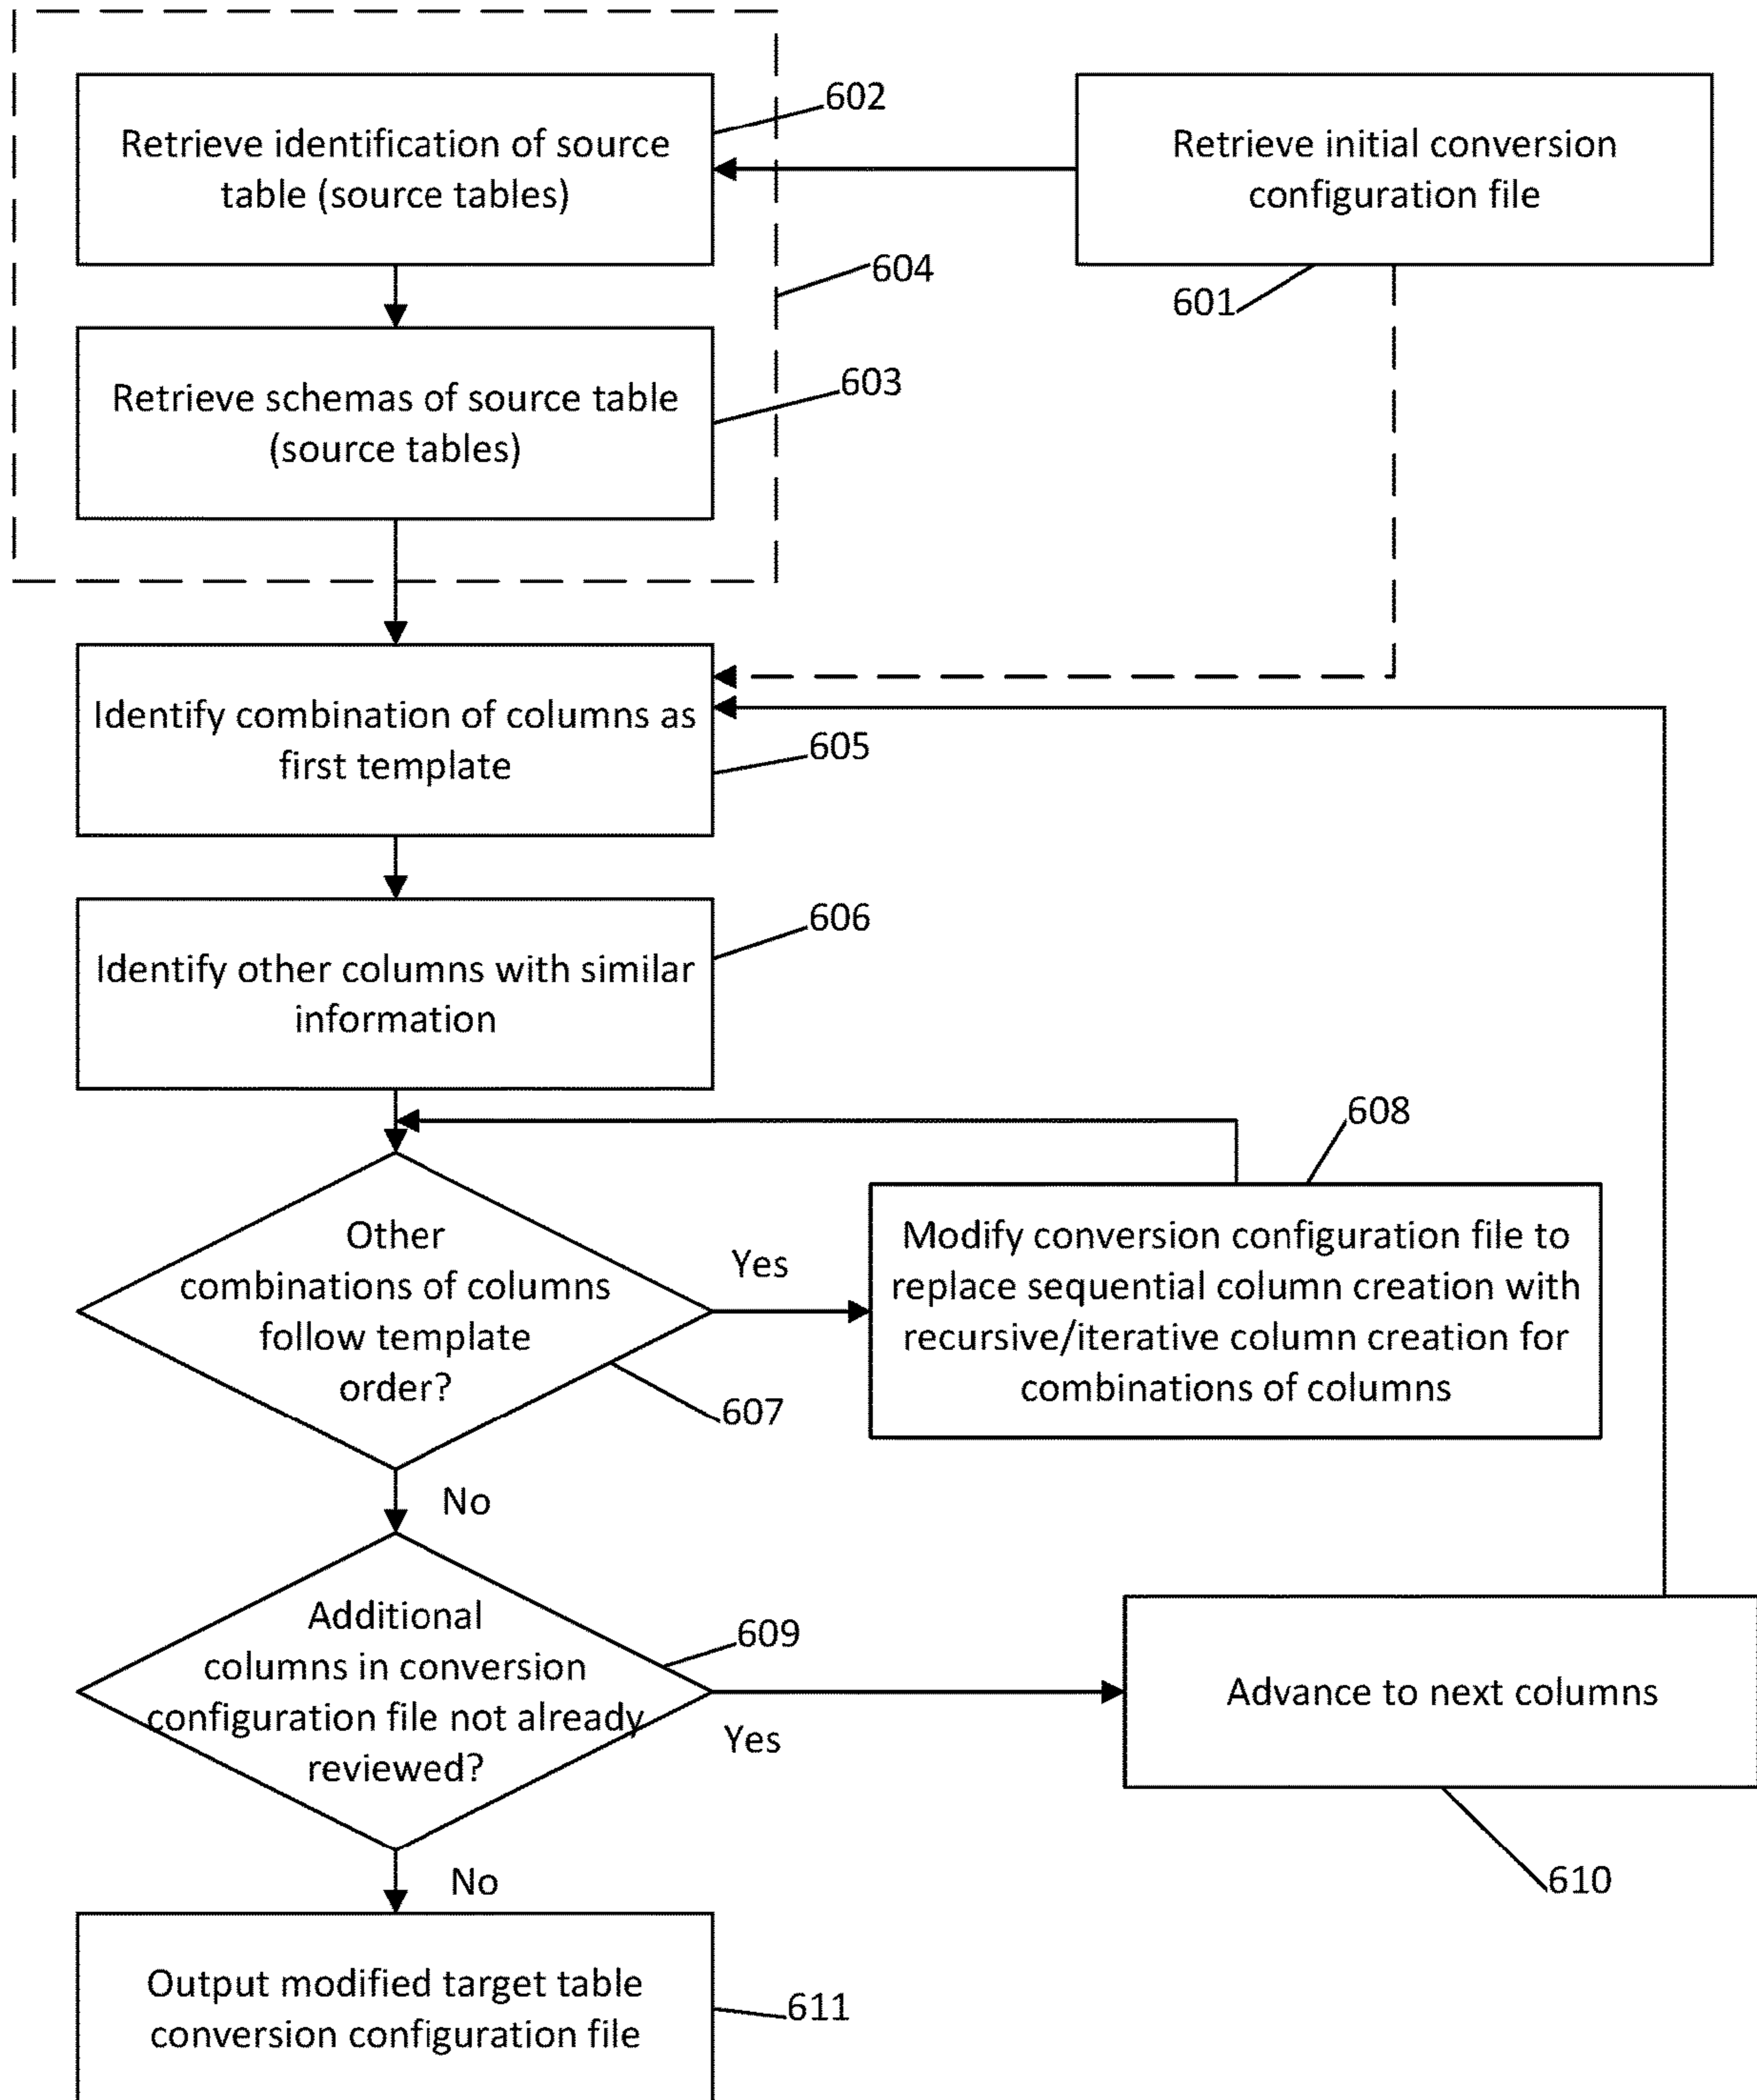 602
Retrieve identification of source
table (source tables)
Retrieve initial conversion
configuration file
604
601
603
Retrieve schemas of source table
(source tables)
Identify combination of columns as
first template
605
606
Identify other columns with similar
information
608
Other
combinations of columns
follow template
order?
Yes
Modify conversion configuration file to
replace sequential column creation with
recursive/iterative column creation for
combinations of columns
607
No
Additional
columns in conversion
configuration file not already
reviewed?
609
Yes
Advance to next columns
610
No
Output modified target table
conversion configuration file
611